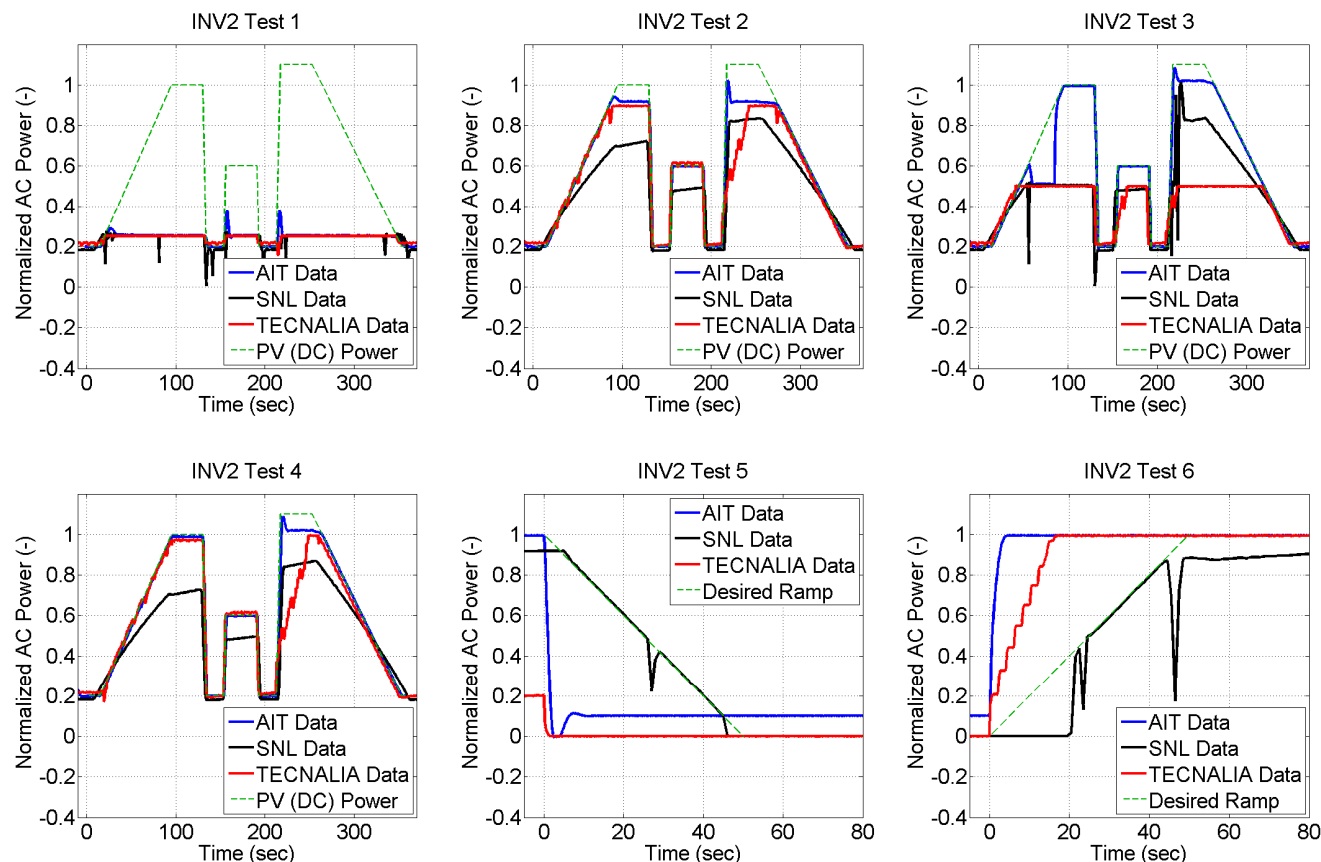 INV2 Test 1
Normalized AC Power (-)
1
0.8
0.6
0.4
0.2
0
-0.2
-0.4
0
100
200
300
Time (sec)
AIT Data
SNL Data
TECNALIA Data
PV (DC) Power
INV2 Test 2
Normalized AC Power (-)
1
0.8
0.6
0.4
0.2
0
-0.2
-0.4
0
100
200
300
Time (sec)
AIT Data
SNL Data
TECNALIA Data
PV (DC) Power
INV2 Test 3
Normalized AC Power (-)
1
0.8
0.6
0.4
0.2
0
-0.2
-0.4
0
100
200
300
Time (sec)
AIT Data
SNL Data
TECNALIA Data
PV (DC) Power
INV2 Test 4
Normalized AC Power (-)
1
0.8
0.6
0.4
0.2
0
-0.2
-0.4
0
100
200
300
Time (sec)
AIT Data
SNL Data
TECNALIA Data
PV (DC) Power
INV2 Test 5
Normalized AC Power (-)
1
0.8
0.6
0.4
0.2
0
-0.2
-0.4
0
20
40
60
80
Time (sec)
AIT Data
SNL Data
TECNALIA Data
Desired Ramp
INV2 Test 6
Normalized AC Power (-)
1
0.8
0.6
0.4
0.2
0
-0.2
-0.4
0
20
40
60
80
Time (sec)
AIT Data
SNL Data
TECNALIA Data
Desired Ramp